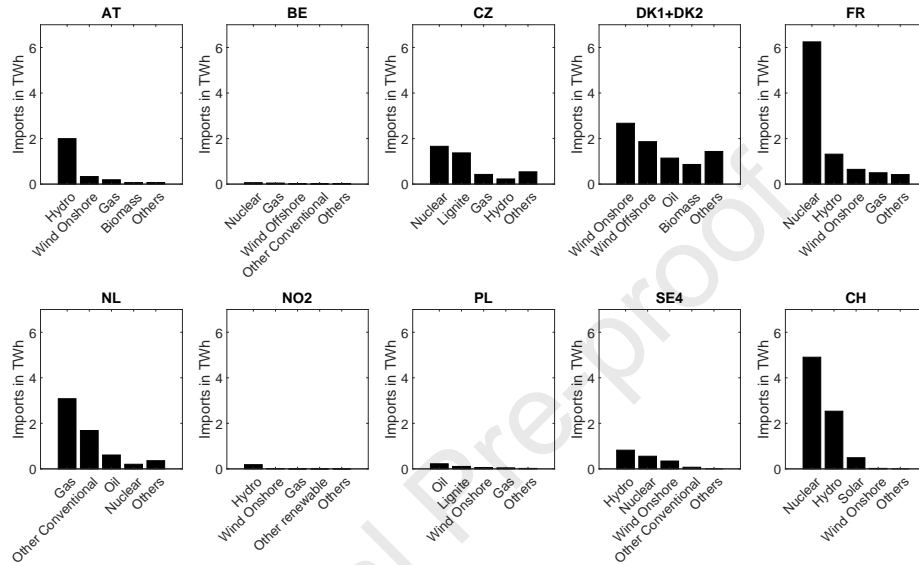 AT
BE
CZ
DK1+DK2
FR
Imports in TWh
0
2
4
6
Hydro
Wind Onshore
Gas
Biomass
Others
Imports in TWh
0
2
4
6
Nuclear
Gas
Wind Offshore
Other Conventional
Others
Imports in TWh
0
2
4
6
Nuclear
Lignite
Gas
Hydro
Others
Imports in TWh
0
2
4
6
Wind Onshore
Wind Offshore
Oil
Biomass
Others
Imports in TWh
0
2
4
6
Nuclear
Hydro
Wind Onshore
Gas
Others
NL
NO2
PL
SE4
CH
Imports in TWh
0
2
4
6
Gas
Other Conventional
Oil
Nuclear
Others
Imports in TWh
0
2
4
6
Hydro
Wind Onshore
Gas
Other renewable
Others
Imports in TWh
0
2
4
6
Oil
Lignite
Wind Onshore
Gas
Others
Imports in TWh
0
2
4
6
Hydro
Nuclear
Wind Onshore
Other Conventional
Others
Imports in TWh
0
2
4
6
Nuclear
Hydro
Solar
Wind Onshore
Others
al Pre-proof